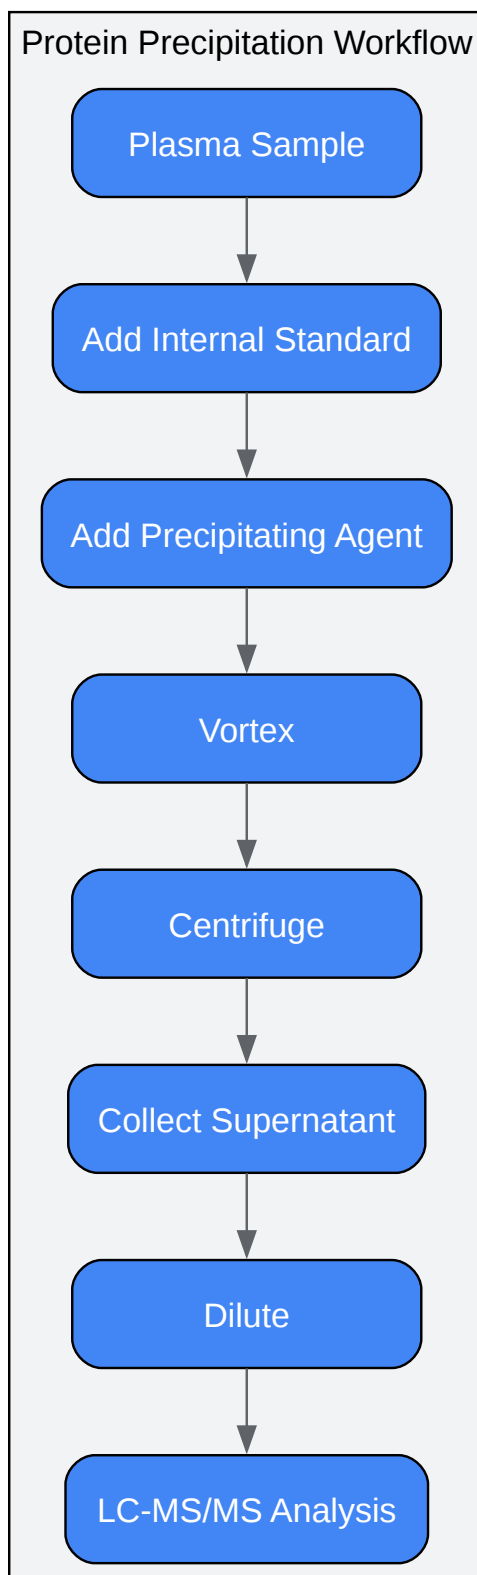 Protein Precipitation Workflow
Plasma Sample
Add Internal Standard
Add Precipitating Agent
Vortex
Centrifuge
Collect Supernatant
Dilute
LC-MS/MS Analysis